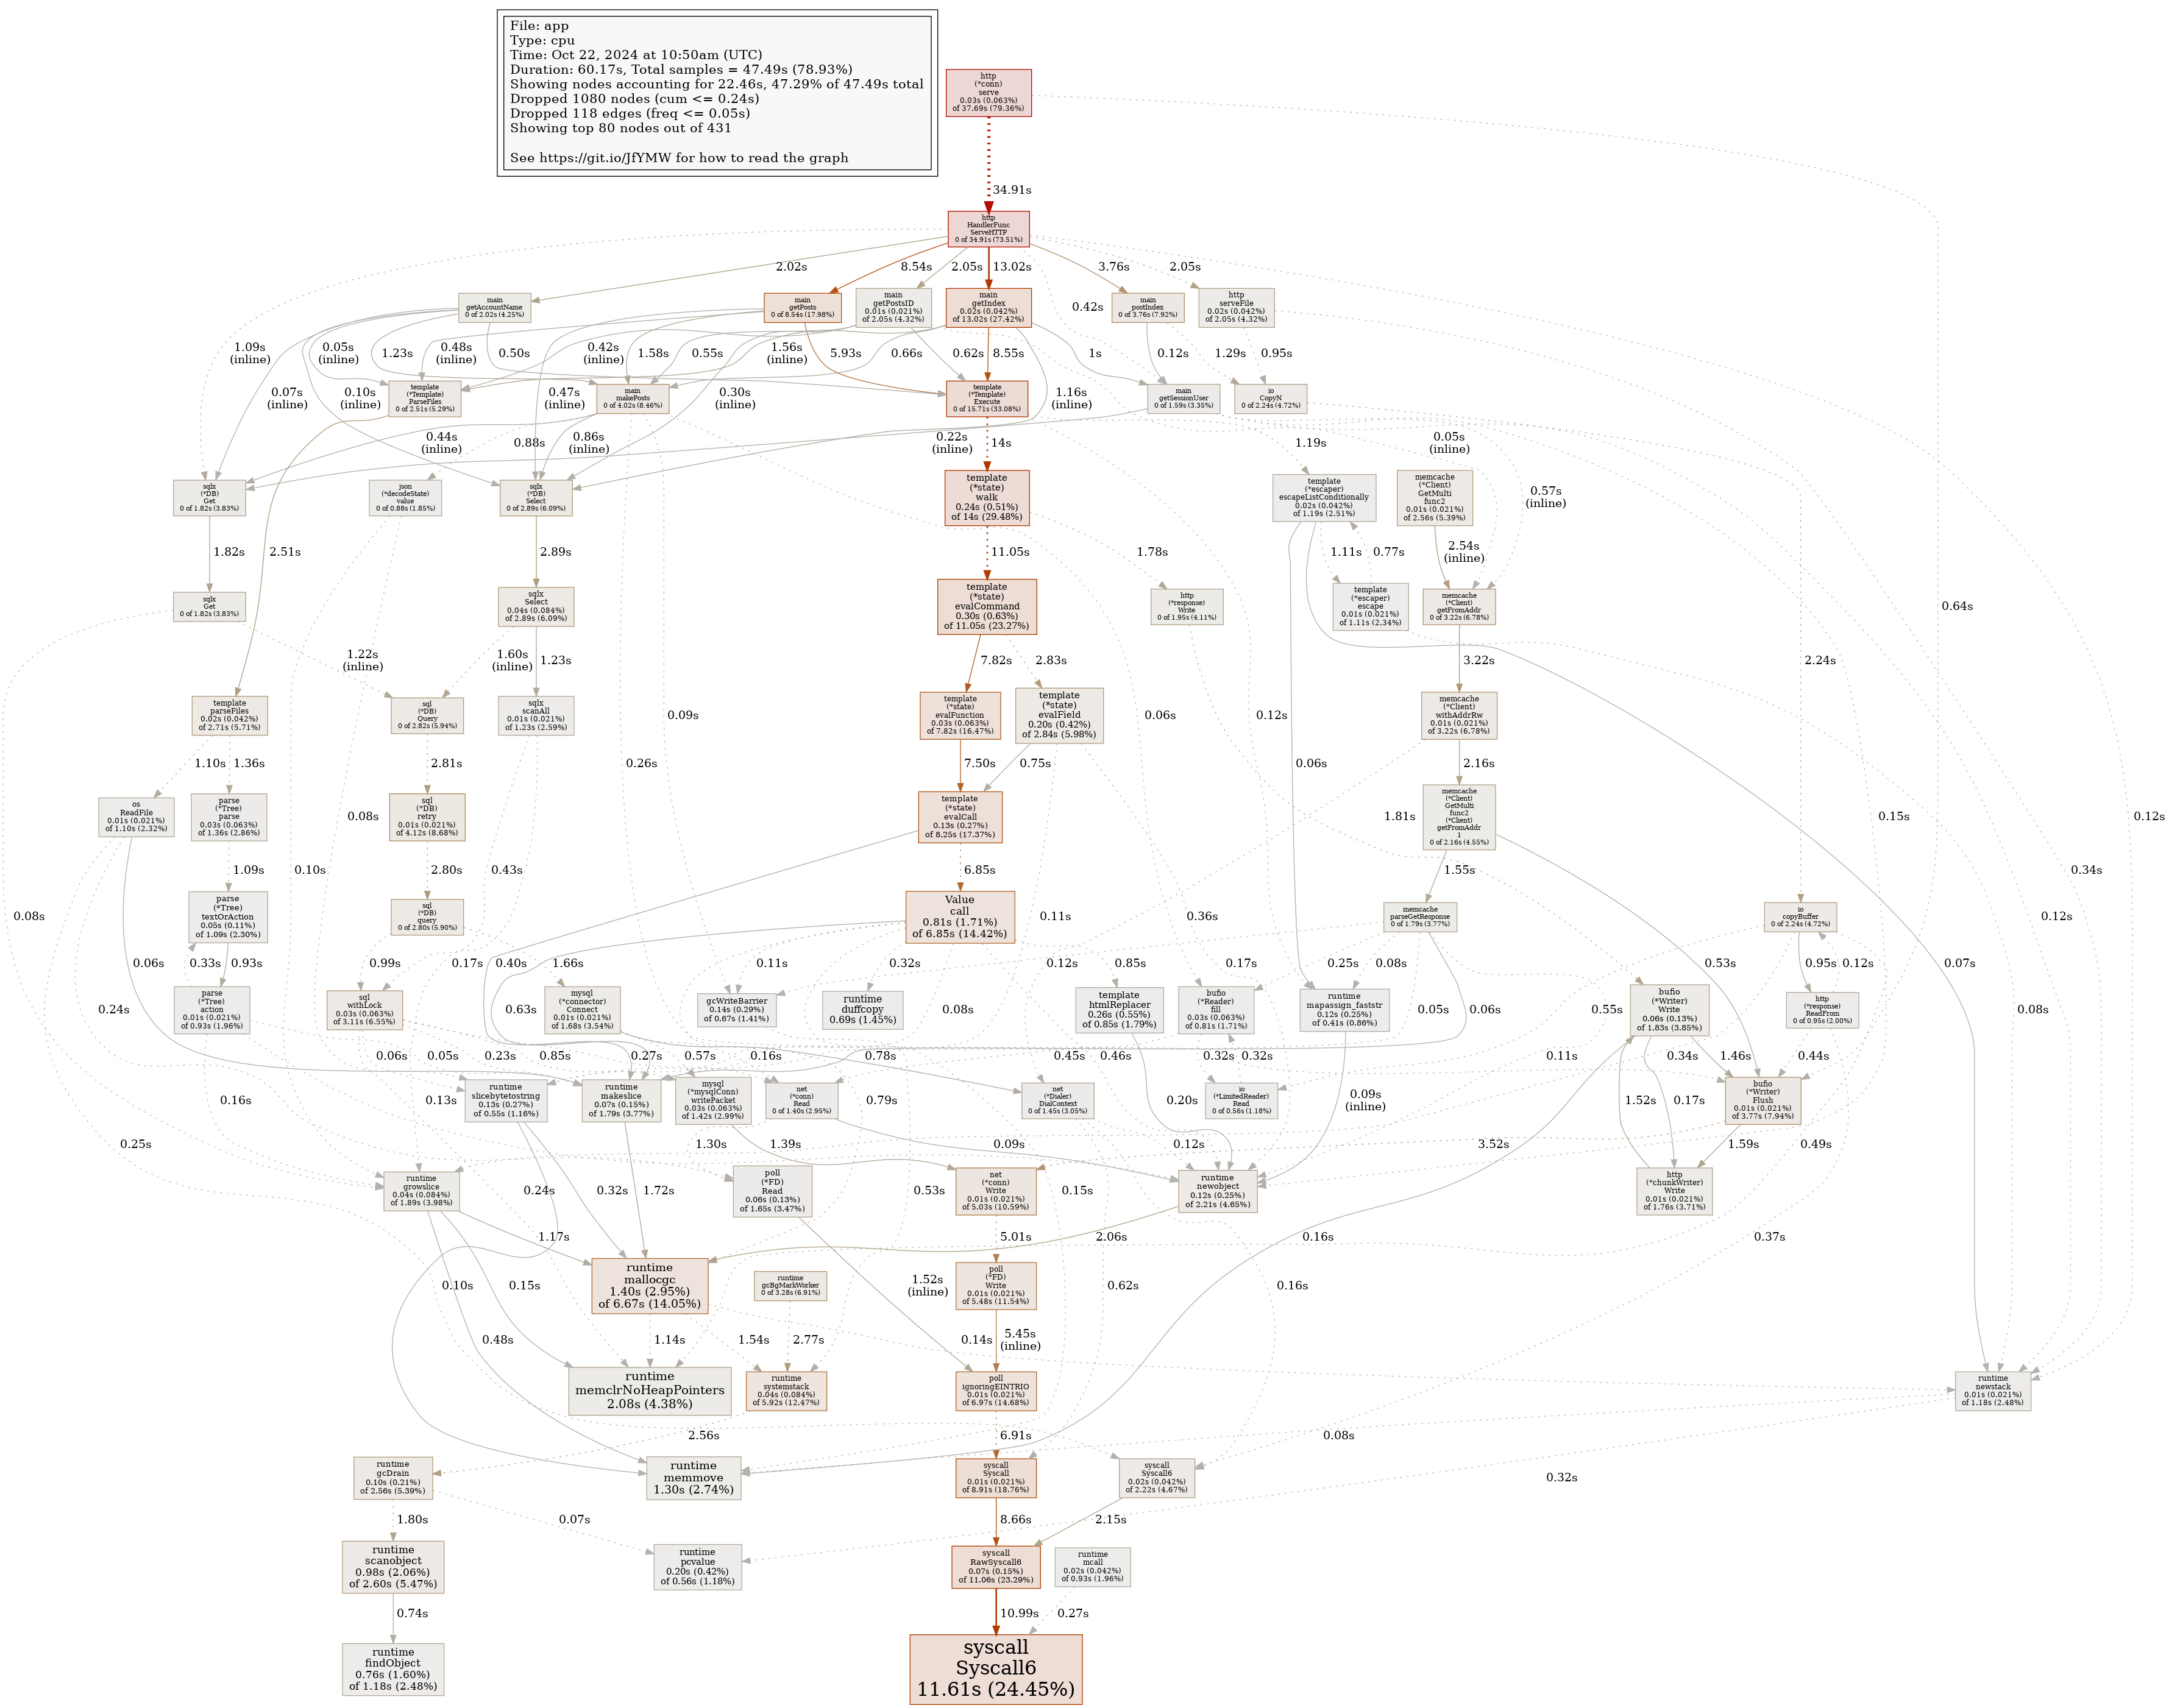 File: app
Type: cpu
Time: Oct 22, 2024 at 10:50am (UTC)
Duration: 60.17s, Total samples = 47.49s (78.93%)
Showing nodes accounting for 22.46s, 47.29% of 47.49s total
Dropped 1080 nodes (cum <= 0.24s)
Dropped 118 edges (freq <= 0.05s)
Showing top 80 nodes out of 431
See https://git.io/JfYMW for how to read the graph
http
(*conn)
serve
0.03s (0.063%)
of 37.69s (79.36%)
34.91s
http
HandlerFunc
ServeHTTP
0 of 34.91s (73.51%)
2.02s
8.54s
2.05s
13.02s
3.76s
2.05s
main
getAccountName
0 of 2.02s (4.25%)
main
getPosts
0 of 8.54s (17.98%)
main
getPostsID
0.01s (0.021%)
of 2.05s (4.32%)
main
getIndex
0.02s (0.042%)
of 13.02s (27.42%)
0.42s
main
postIndex
0 of 3.76s (7.92%)
http
serveFile
0.02s (0.042%)
of 2.05s (4.32%)
1.09s
(inline)
0.05s
(inline)
1.23s
0.48s
(inline)
0.50s
0.42s
(inline)
1.58s
0.55s
1.56s
(inline)
0.66s
5.93s
0.62s
8.55s
1s
0.12s
1.29s
0.95s
template
(*Template)
ParseFiles
0 of 2.51s (5.29%)
main
makePosts
0 of 4.02s (8.46%)
template
(*Template)
Execute
0 of 15.71s (33.08%)
main
getSessionUser
0 of 1.59s (3.35%)
io
CopyN
0 of 2.24s (4.72%)
0.07s
(inline)
0.10s
(inline)
0.47s
(inline)
0.30s
(inline)
1.16s
(inline)
0.44s
(inline)
0.88s
0.86s
(inline)
0.22s
(inline)
14s
1.19s
0.05s
(inline)
0.57s
(inline)
sqlx
(*DB)
Get
0 of 1.82s (3.83%)
json
(*decodeState)
value
0 of 0.88s (1.85%)
sqlx
(*DB)
Select
0 of 2.89s (6.09%)
template
(*state)
walk
0.24s (0.51%)
of 14s (29.48%)
template
(*escaper)
escapeListConditionally
0.02s (0.042%)
of 1.19s (2.51%)
memcache
(*Client)
GetMulti
func2
0.01s (0.021%)
of 2.56s (5.39%)
1.82s
2.51s
2.89s
11.05s
1.78s
1.11s
0.77s
2.54s
(inline)
sqlx
Get
0 of 1.82s (3.83%)
sqlx
Select
0.04s (0.084%)
of 2.89s (6.09%)
template
(*state)
evalCommand
0.30s (0.63%)
of 11.05s (23.27%)
http
(*response)
Write
0 of 1.95s (4.11%)
template
(*escaper)
escape
0.01s (0.021%)
of 1.11s (2.34%)
memcache
(*Client)
getFromAddr
0 of 3.22s (6.78%)
0.64s
1.22s
(inline)
1.60s
(inline)
1.23s
7.82s
2.83s
3.22s
2.24s
template
parseFiles
0.02s (0.042%)
of 2.71s (5.71%)
sql
(*DB)
Query
0 of 2.82s (5.94%)
sqlx
scanAll
0.01s (0.021%)
of 1.23s (2.59%)
0.09s
template
(*state)
evalFunction
0.03s (0.063%)
of 7.82s (16.47%)
template
(*state)
evalField
0.20s (0.42%)
of 2.84s (5.98%)
0.06s
0.12s
memcache
(*Client)
withAddrRw
0.01s (0.021%)
of 3.22s (6.78%)
1.10s
1.36s
2.81s
0.26s
7.50s
0.75s
0.06s
2.16s
os
ReadFile
0.01s (0.021%)
of 1.10s (2.32%)
parse
(*Tree)
parse
0.03s (0.063%)
of 1.36s (2.86%)
0.08s
sql
(*DB)
retry
0.01s (0.021%)
of 4.12s (8.68%)
template
(*state)
evalCall
0.13s (0.27%)
of 8.25s (17.37%)
1.81s
memcache
(*Client)
GetMulti
func2
(*Client)
getFromAddr
1
0 of 2.16s (4.55%)
0.15s
0.12s
1.09s
0.10s
2.80s
0.43s
6.85s
1.55s
0.34s
0.08s
parse
(*Tree)
textOrAction
0.05s (0.11%)
of 1.09s (2.30%)
sql
(*DB)
query
0 of 2.80s (5.90%)
Value
call
0.81s (1.71%)
of 6.85s (14.42%)
0.11s
0.36s
memcache
parseGetResponse
0 of 1.79s (3.77%)
io
copyBuffer
0 of 2.24s (4.72%)
0.12s
0.06s
0.33s
0.93s
0.99s
0.17s
1.66s
0.40s
0.63s
0.11s
0.32s
0.85s
0.12s
0.17s
0.25s
0.08s
0.53s
0.95s
0.12s
0.07s
0.24s
parse
(*Tree)
action
0.01s (0.021%)
of 0.93s (1.96%)
sql
withLock
0.03s (0.063%)
of 3.11s (6.55%)
mysql
(*connector)
Connect
0.01s (0.021%)
of 1.68s (3.54%)
gcWriteBarrier
0.14s (0.29%)
of 0.67s (1.41%)
runtime
duffcopy
0.69s (1.45%)
0.08s
template
htmlReplacer
0.26s (0.55%)
of 0.85s (1.79%)
bufio
(*Reader)
fill
0.03s (0.063%)
of 0.81s (1.71%)
runtime
mapassign_faststr
0.12s (0.25%)
of 0.41s (0.86%)
0.05s
0.06s
0.55s
bufio
(*Writer)
Write
0.06s (0.13%)
of 1.83s (3.85%)
http
(*response)
ReadFrom
0 of 0.95s (2.00%)
0.08s
0.06s
0.05s
0.23s
0.85s
0.27s
0.57s
0.16s
0.78s
0.45s
0.46s
0.32s
0.32s
0.11s
0.34s
1.46s
0.44s
0.16s
0.13s
runtime
slicebytetostring
0.13s (0.27%)
of 0.55s (1.16%)
runtime
makeslice
0.07s (0.15%)
of 1.79s (3.77%)
mysql
(*mysqlConn)
writePacket
0.03s (0.063%)
of 1.42s (2.99%)
net
(*conn)
Read
0 of 1.40s (2.95%)
0.79s
net
(*Dialer)
DialContext
0 of 1.45s (3.05%)
0.20s
io
(*LimitedReader)
Read
0 of 0.56s (1.18%)
0.09s
(inline)
1.52s
0.17s
bufio
(*Writer)
Flush
0.01s (0.021%)
of 3.77s (7.94%)
0.25s
1.30s
1.39s
0.09s
0.12s
3.52s
1.59s
0.49s
runtime
growslice
0.04s (0.084%)
of 1.89s (3.98%)
0.24s
0.32s
1.72s
poll
(*FD)
Read
0.06s (0.13%)
of 1.65s (3.47%)
0.53s
net
(*conn)
Write
0.01s (0.021%)
of 5.03s (10.59%)
0.15s
runtime
newobject
0.12s (0.25%)
of 2.21s (4.65%)
http
(*chunkWriter)
Write
0.01s (0.021%)
of 1.76s (3.71%)
1.17s
5.01s
2.06s
0.16s
0.37s
0.10s
0.15s
runtime
mallocgc
1.40s (2.95%)
of 6.67s (14.05%)
runtime
gcBgMarkWorker
0 of 3.28s (6.91%)
1.52s
(inline)
poll
(*FD)
Write
0.01s (0.021%)
of 5.48s (11.54%)
0.62s
0.16s
0.48s
1.14s
1.54s
2.77s
0.14s
5.45s
(inline)
runtime
memclrNoHeapPointers
2.08s (4.38%)
runtime
systemstack
0.04s (0.084%)
of 5.92s (12.47%)
poll
ignoringEINTRIO
0.01s (0.021%)
of 6.97s (14.68%)
runtime
newstack
0.01s (0.021%)
of 1.18s (2.48%)
2.56s
6.91s
0.08s
0.32s
runtime
gcDrain
0.10s (0.21%)
of 2.56s (5.39%)
runtime
memmove
1.30s (2.74%)
syscall
Syscall
0.01s (0.021%)
of 8.91s (18.76%)
syscall
Syscall6
0.02s (0.042%)
of 2.22s (4.67%)
1.80s
0.07s
8.66s
2.15s
runtime
scanobject
0.98s (2.06%)
of 2.60s (5.47%)
runtime
pcvalue
0.20s (0.42%)
of 0.56s (1.18%)
syscall
RawSyscall6
0.07s (0.15%)
of 11.06s (23.29%)
runtime
mcall
0.02s (0.042%)
of 0.93s (1.96%)
0.74s
10.99s
0.27s
runtime
findObject
0.76s (1.60%)
of 1.18s (2.48%)
syscall
Syscall6
11.61s (24.45%)